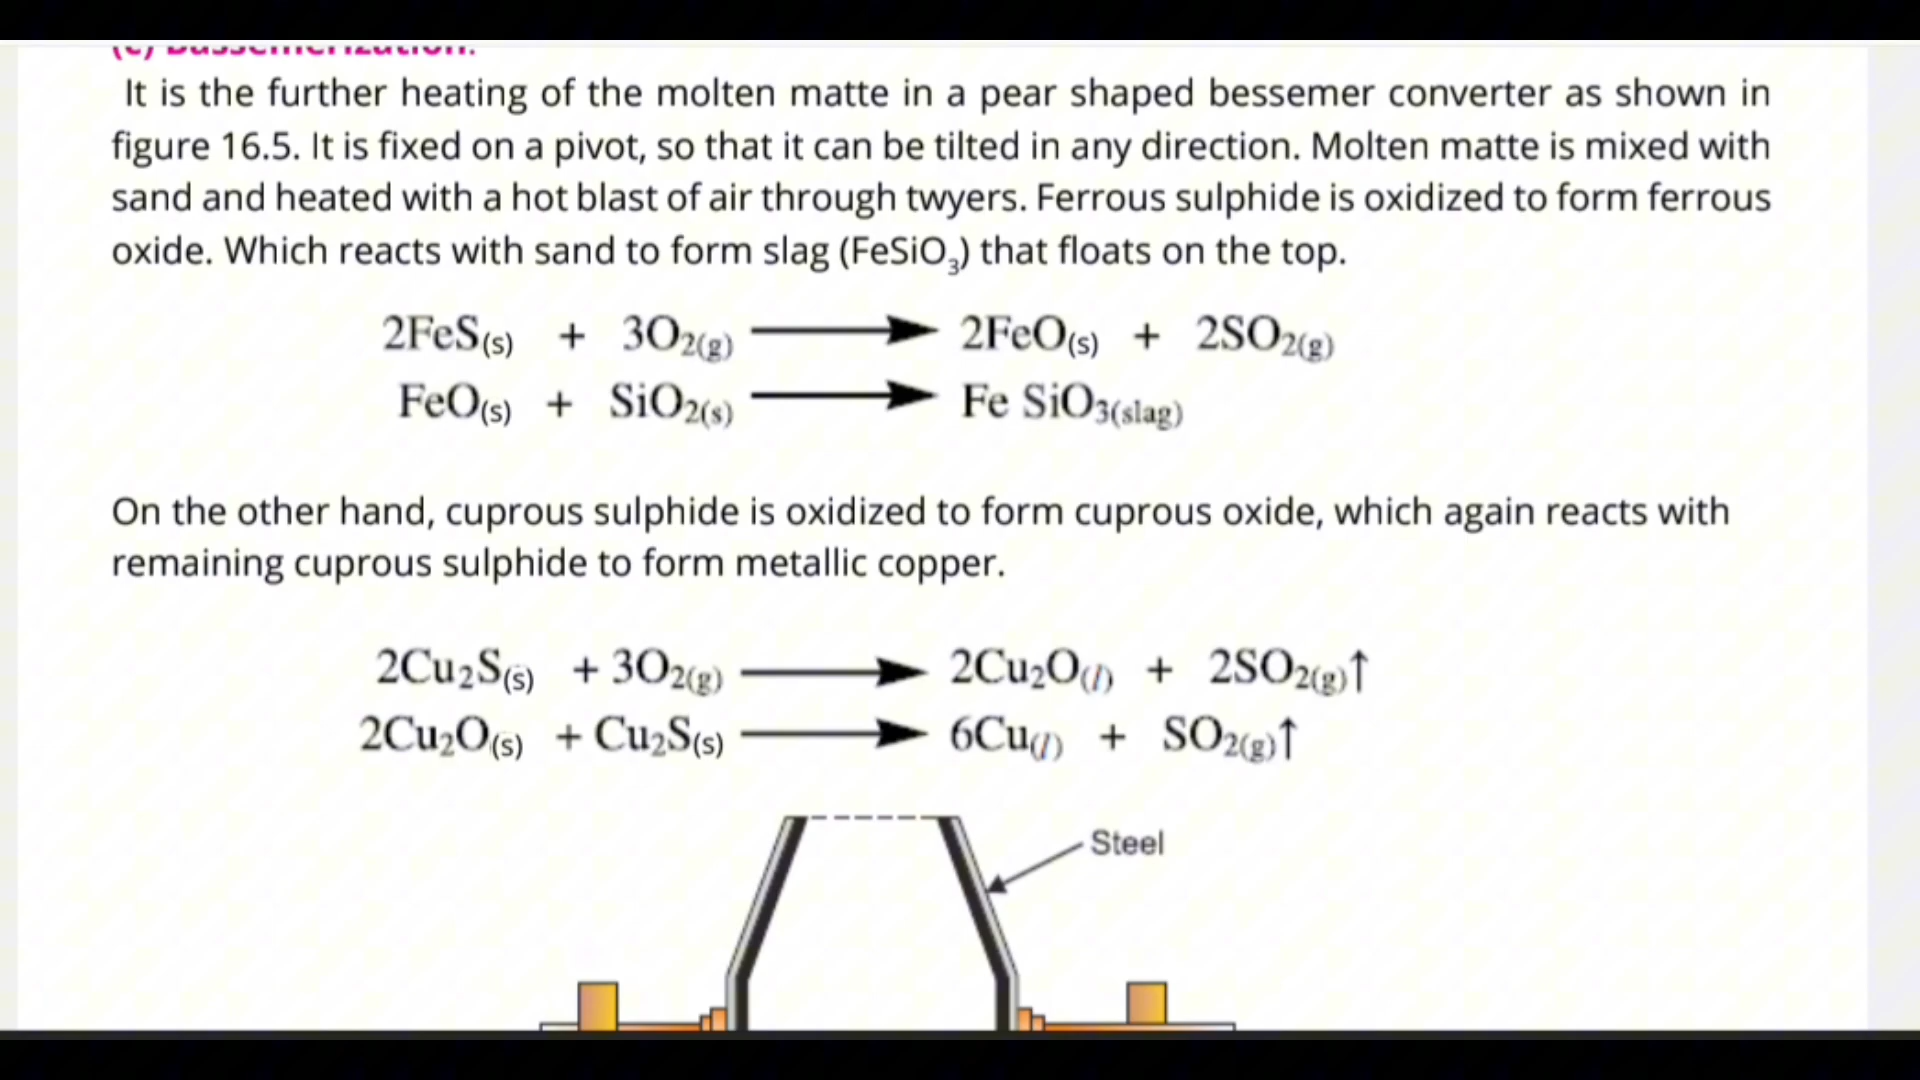 (c) Bassemerization:
It is the further heating of the molten matte in a pear shaped bessemer converter as shown in
figure 16.5. It is fixed on a pivot, so that it can be tilted in any direction. Molten matte is mixed with
sand and heated with a hot blast of air through twyers. Ferrous sulphide is oxidized to form ferrous
oxide. Which reacts with sand to form slag (FeSiO₃) that floats on the top.
2FeS(s) + 3O₂(g) ⟶ 2FeO(s) + 2SO₂(g)
FeO(s) + SiO₂(s) ⟶ Fe SiO₃(slag)
On the other hand, cuprous sulphide is oxidized to form cuprous oxide, which again reacts with
remaining cuprous sulphide to form metallic copper.
2Cu₂S(s) + 3O₂(g) ⟶ 2Cu₂O(l) + 2SO₂(g)↑
2Cu₂O(s) + Cu₂S(s) ⟶ 6Cu(l) + SO₂(g)↑
Steel